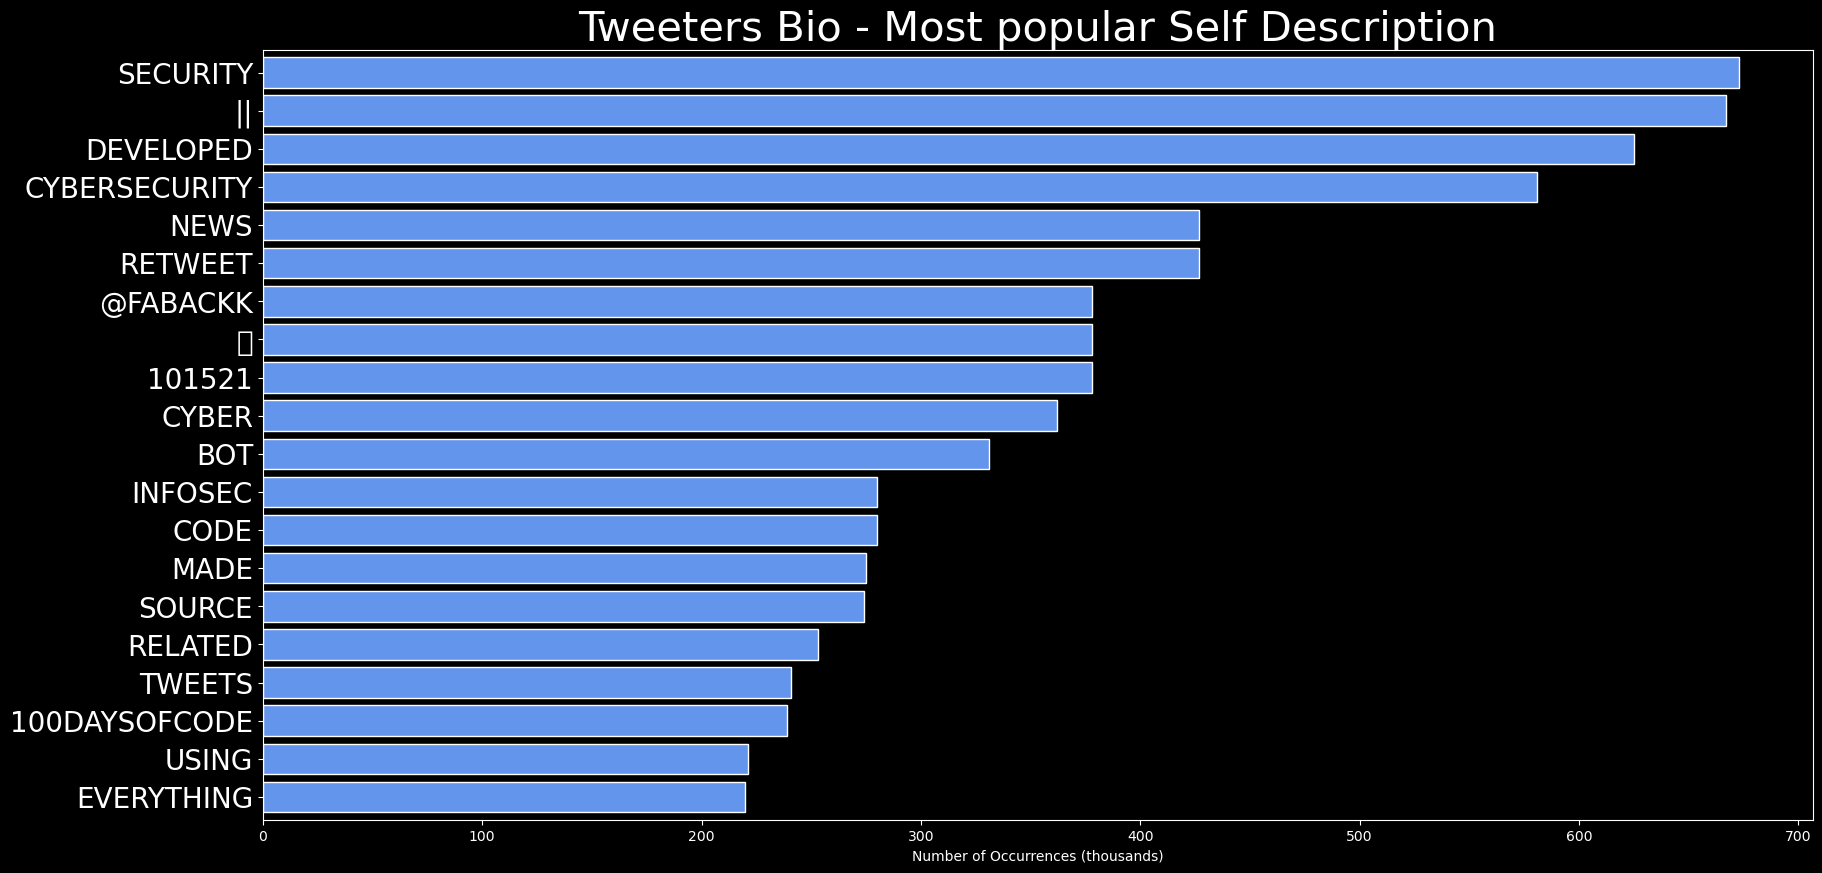 Tweeters Bio - Most popular Self Description
SECURITY
||
DEVELOPED
CYBERSECURITY
NEWS
RETWEET
@FABACKK
101521
CYBER
BOT
INFOSEC
CODE
MADE
SOURCE
RELATED
TWEETS
100DAYSOFCODE
USING
EVERYTHING
0 100 200 300 400 500 600 700
Number of Occurrences (thousands)